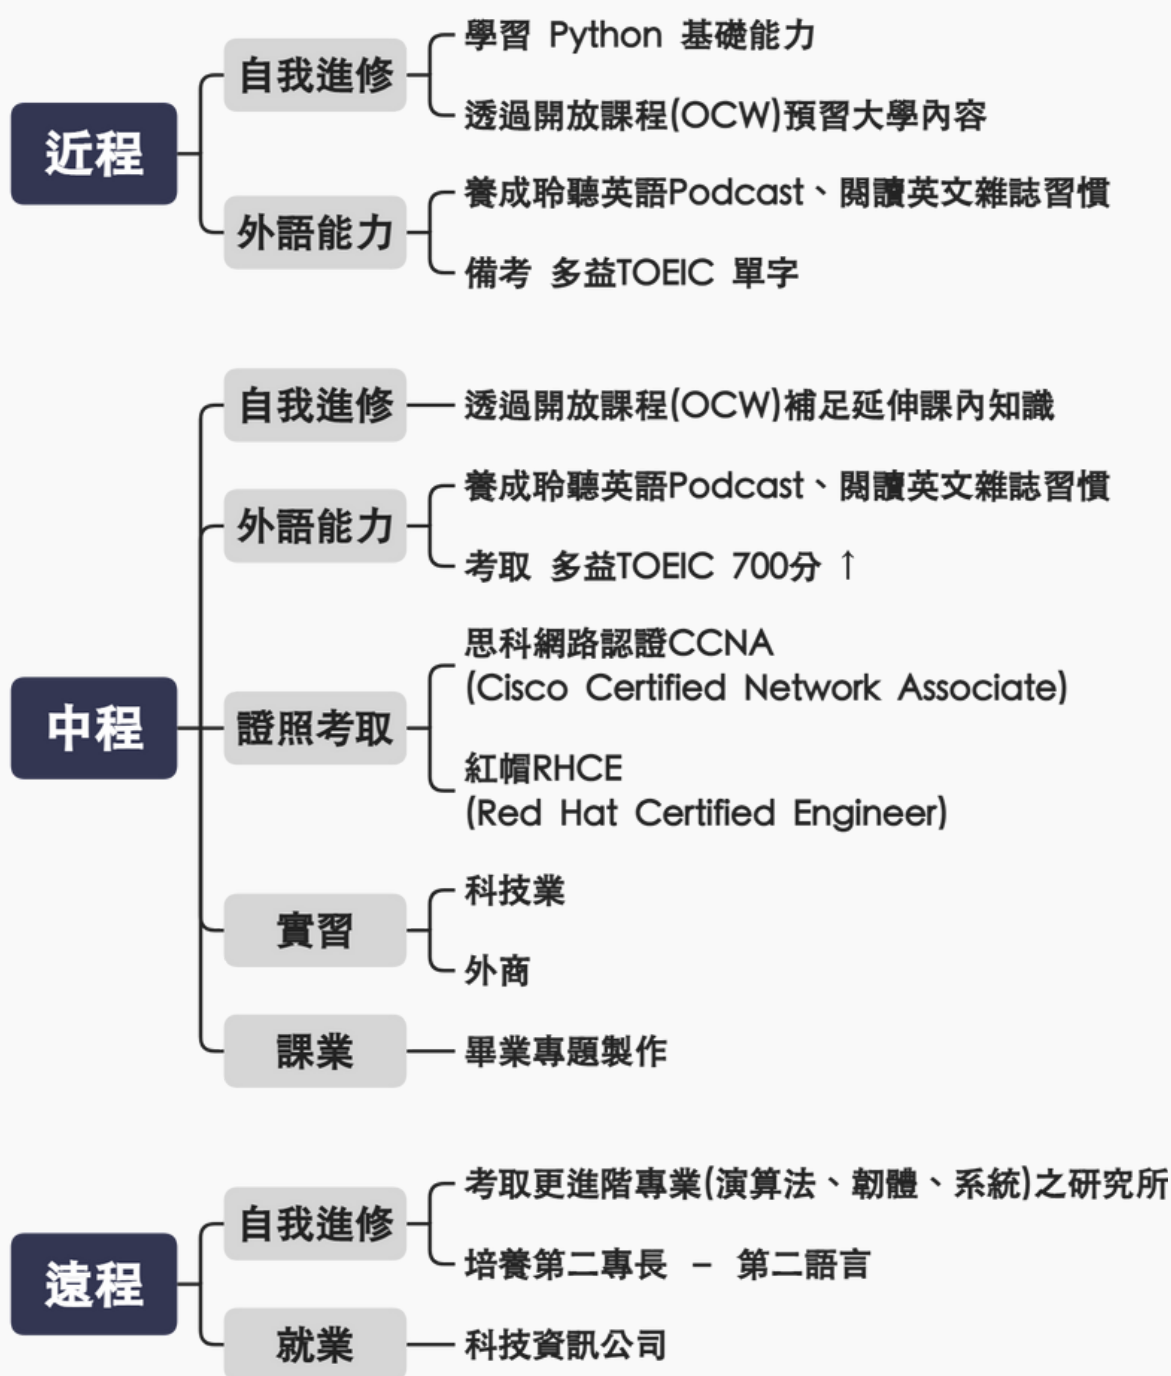 近程
自我進修
學習 Python 基礎能力
透過開放課程(OCW)預習大學內容
外語能力
養成聆聽英語Podcast、閱讀英文雜誌習慣
備考 多益TOEIC 單字
中程
自我進修
透過開放課程(OCW)補足延伸課內知識
外語能力
養成聆聽英語Podcast、閱讀英文雜誌習慣
考取 多益TOEIC 700分 ↑
證照考取
思科網路認證CCNA
(Cisco Certified Network Associate)
紅帽RHCE
(Red Hat Certified Engineer)
實習
科技業
外商
課業
畢業專題製作
遠程
自我進修
考取更進階專業(演算法、韌體、系統)之研究所
培養第二專長 – 第二語言
就業
科技資訊公司